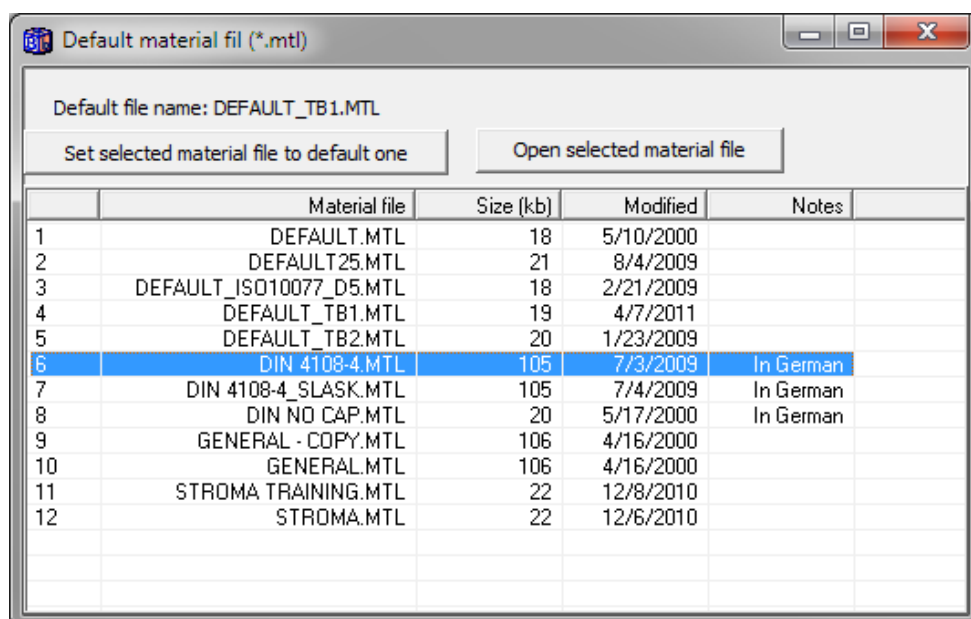 Default material fil (*.mtl)
Default file name: DEFAULT_TB1.MTL
Set selected material file to default one Open selected material file
Material file Size (kb) Modified Notes
1 DEFAULT.MTL 18 5/10/2000
2 DEFAULT25.MTL 21 8/4/2009
3 DEFAULT_ISO10077_D5.MTL 18 2/21/2009
4 DEFAULT_TB1.MTL 19 4/7/2011
5 DEFAULT_TB2.MTL 20 1/23/2009
6 DIN 4108-4.MTL 105 7/3/2009 In German
7 DIN 4108-4_SLASK.MTL 105 7/4/2009 In German
8 DIN NO CAP.MTL 20 5/17/2000 In German
9 GENERAL - COPY.MTL 106 4/16/2000
10 GENERAL.MTL 106 4/16/2000
11 STROMA TRAINING.MTL 22 12/8/2010
12 STROMA.MTL 22 12/6/2010